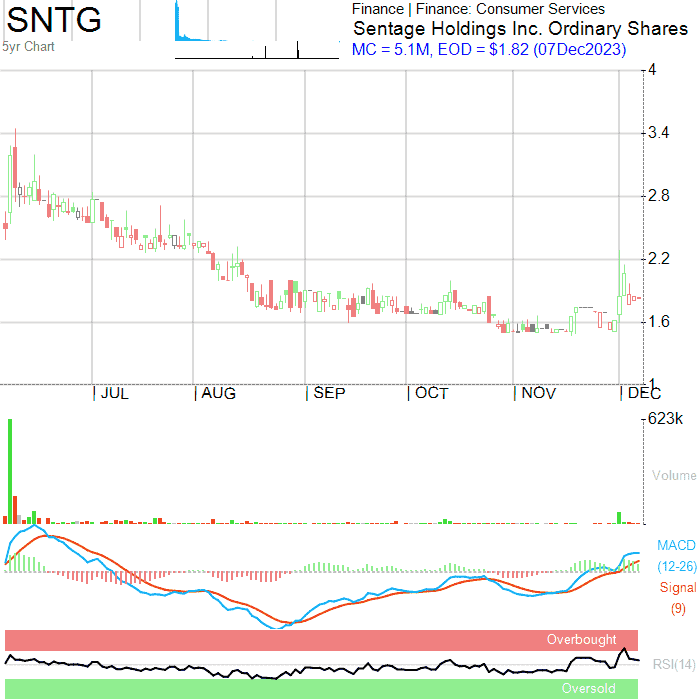 SNTG
Finance | Finance: Consumer Services
Sentage Holdings Inc. Ordinary Shares
5yr Chart
MC = 5.1M, EOD = $1.82 (07Dec2023)
4
3.4
2.8
2.2
1.6
1
| JUL | AUG | SEP | OCT | NOV | DEC
623k
Volume
MACD
(12-26)
Signal
(9)
Overbought
RSI(14)
Oversold